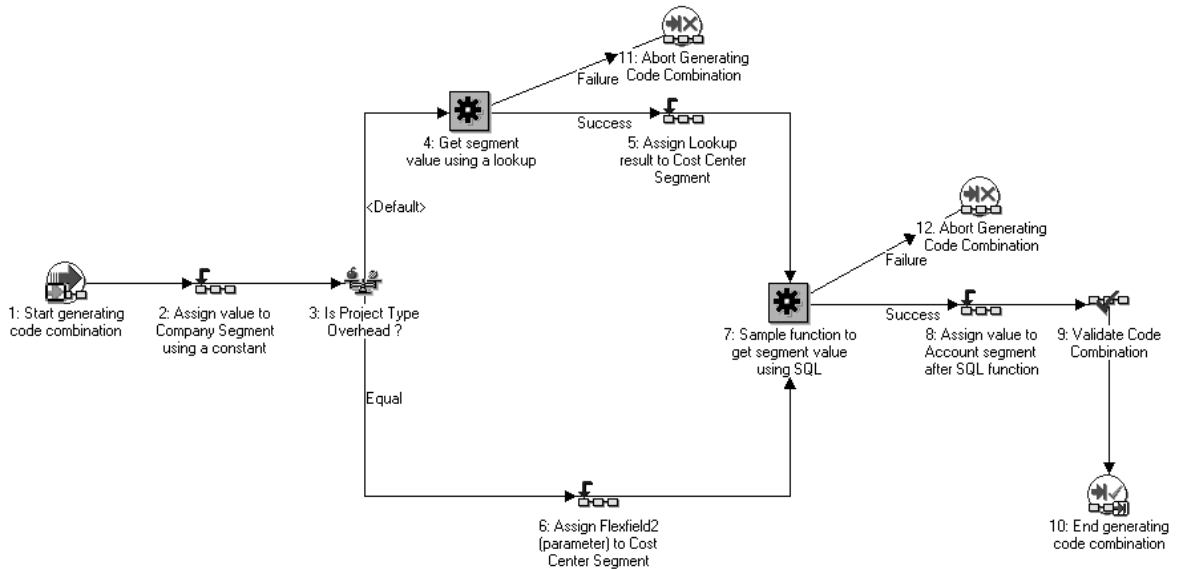 11: Abort Generating
Code Combination
Failure
4: Get segment
value using a lookup
Success
5: Assign Lookup
result to Cost Center
Segment
<Default>
12. Abort Generating
Code Combination
Failure
1: Start generating
code combination
2: Assign value to
Company Segment
using a constant
3: Is Project Type
Overhead ?
7: Sample function to
get segment value
using SQL
Success
8: Assign value to
Account segment
after SQL function
9: Validate Code
Combination
Equal
6: Assign Flexfield2
(parameter) to Cost
Center Segment
10: End generating
code combination